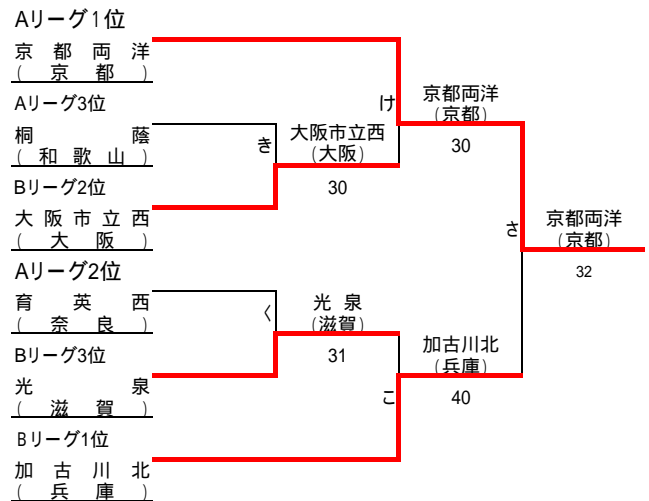 Aリーグ1位
京都両洋
(京都)
Aリーグ3位
桐蔭
(和歌山)
Bリーグ2位
大阪市立西
(大阪)
Aリーグ2位
育英西
(奈良)
Bリーグ3位
光泉
(滋賀)
Bリーグ1位
加古川北
(兵庫)
き
大阪市立西
(大阪)
30
く
光泉
(滋賀)
31
け
京都両洋
(京都)
30
こ
加古川北
(兵庫)
40
さ
京都両洋
(京都)
32